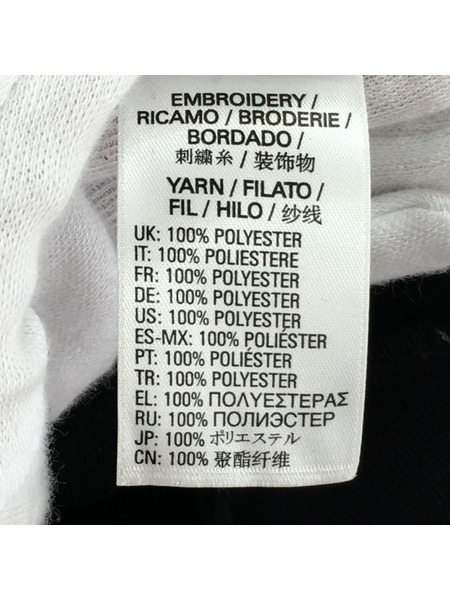 EMBROIDERY /
RICAMO / BRODERIE /
BORDADO /
刺繍糸 / 装饰物
YARN / FILATO /
FIL / HILO / 纱线
UK: 100% POLYESTER
IT: 100% POLIESTERE
FR: 100% POLYESTER
DE: 100% POLYESTER
US: 100% POLYESTER
ES-MX: 100% POLIÉSTER
PT: 100% POLIÉSTER
TR: 100% POLYESTER
EL: 100% ΠΟΛΥΕΣΤΕΡΑΣ
RU: 100% ПОЛИЭСТЕР
JP: 100% ポリエステル
CN: 100% 聚酯纤维